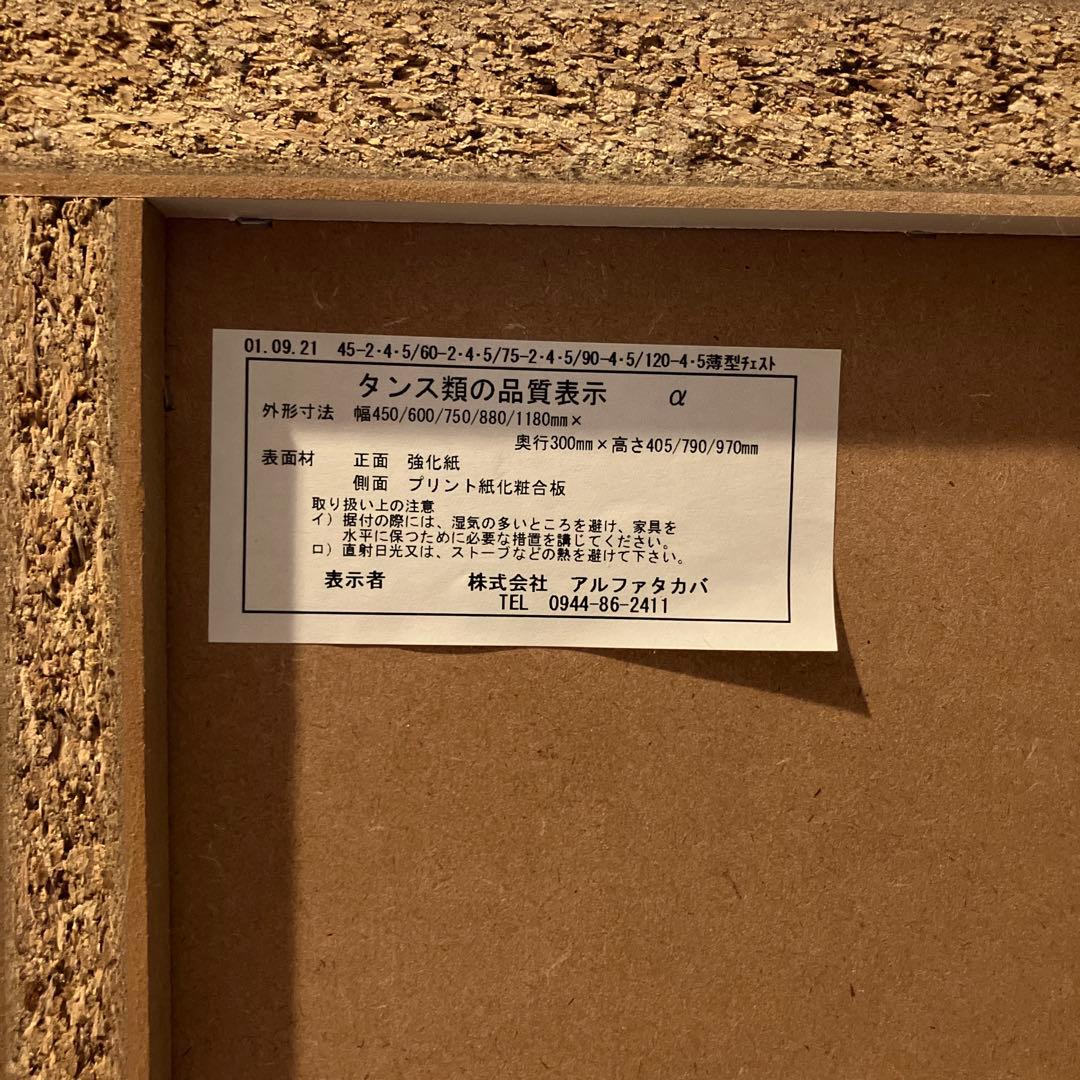 01.09.21 45-2・4・5/60-2・4・5/75-2・4・5/90-4・5/120-4・5薄型ﾁｪｽﾄ
タンス類の品質表示 α
外形寸法 幅450/600/750/880/1180㎜×
奥行300㎜×高さ405/790/970㎜
表面材 正面 強化紙
側面 プリント紙化粧合板
取り扱い上の注意
イ）据付の際には、湿気の多いところを避け、家具を
水平に保つために必要な措置を講じてください。
ロ）直射日光又は、ストーブなどの熱を避けて下さい。
表示者 株式会社 アルファタカバ
TEL 0944-86-2411